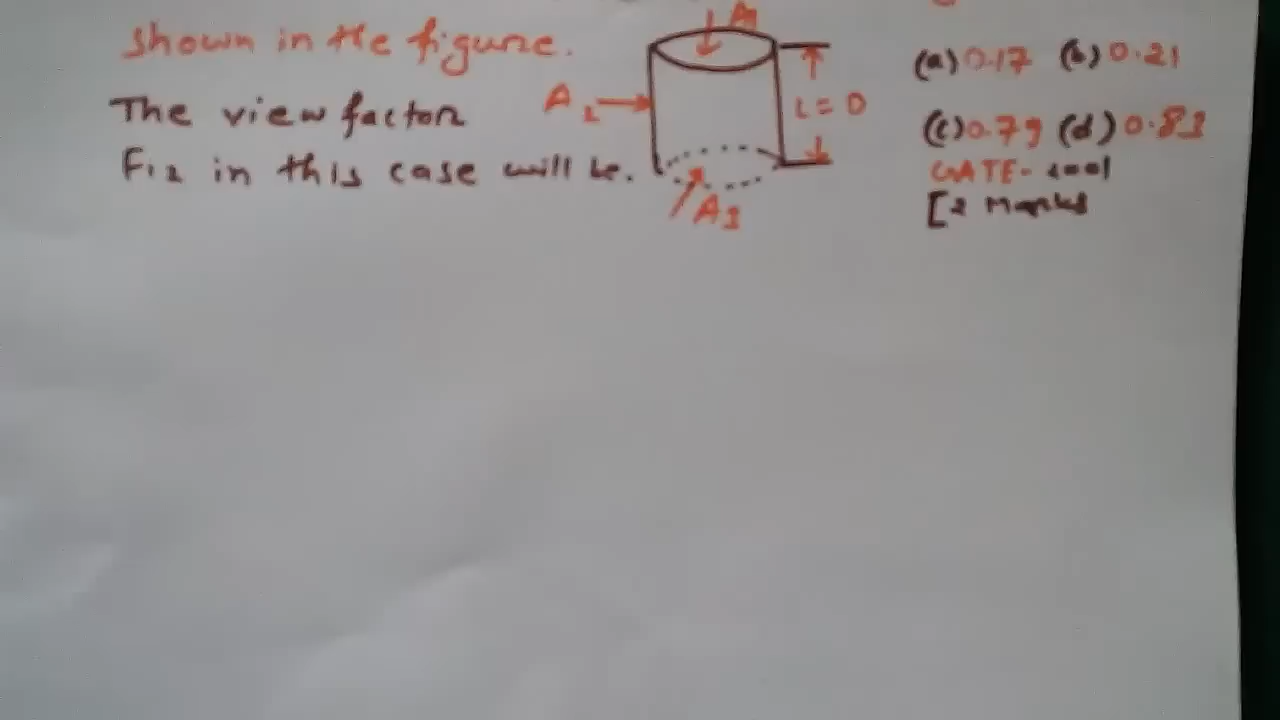 shown in the figure.
The view factor
F12 in this case will be.
A1
A2
L = D
A3
(a) 0.17 (b) 0.21
(c) 0.79 (d) 0.83
GATE - 2001
[2 Marks